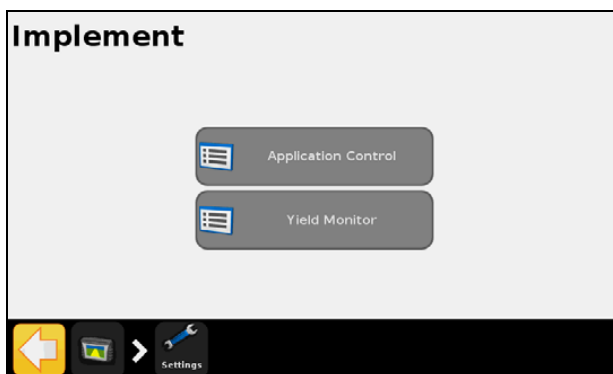 Implement
Application Control
Yield Monitor
Settings